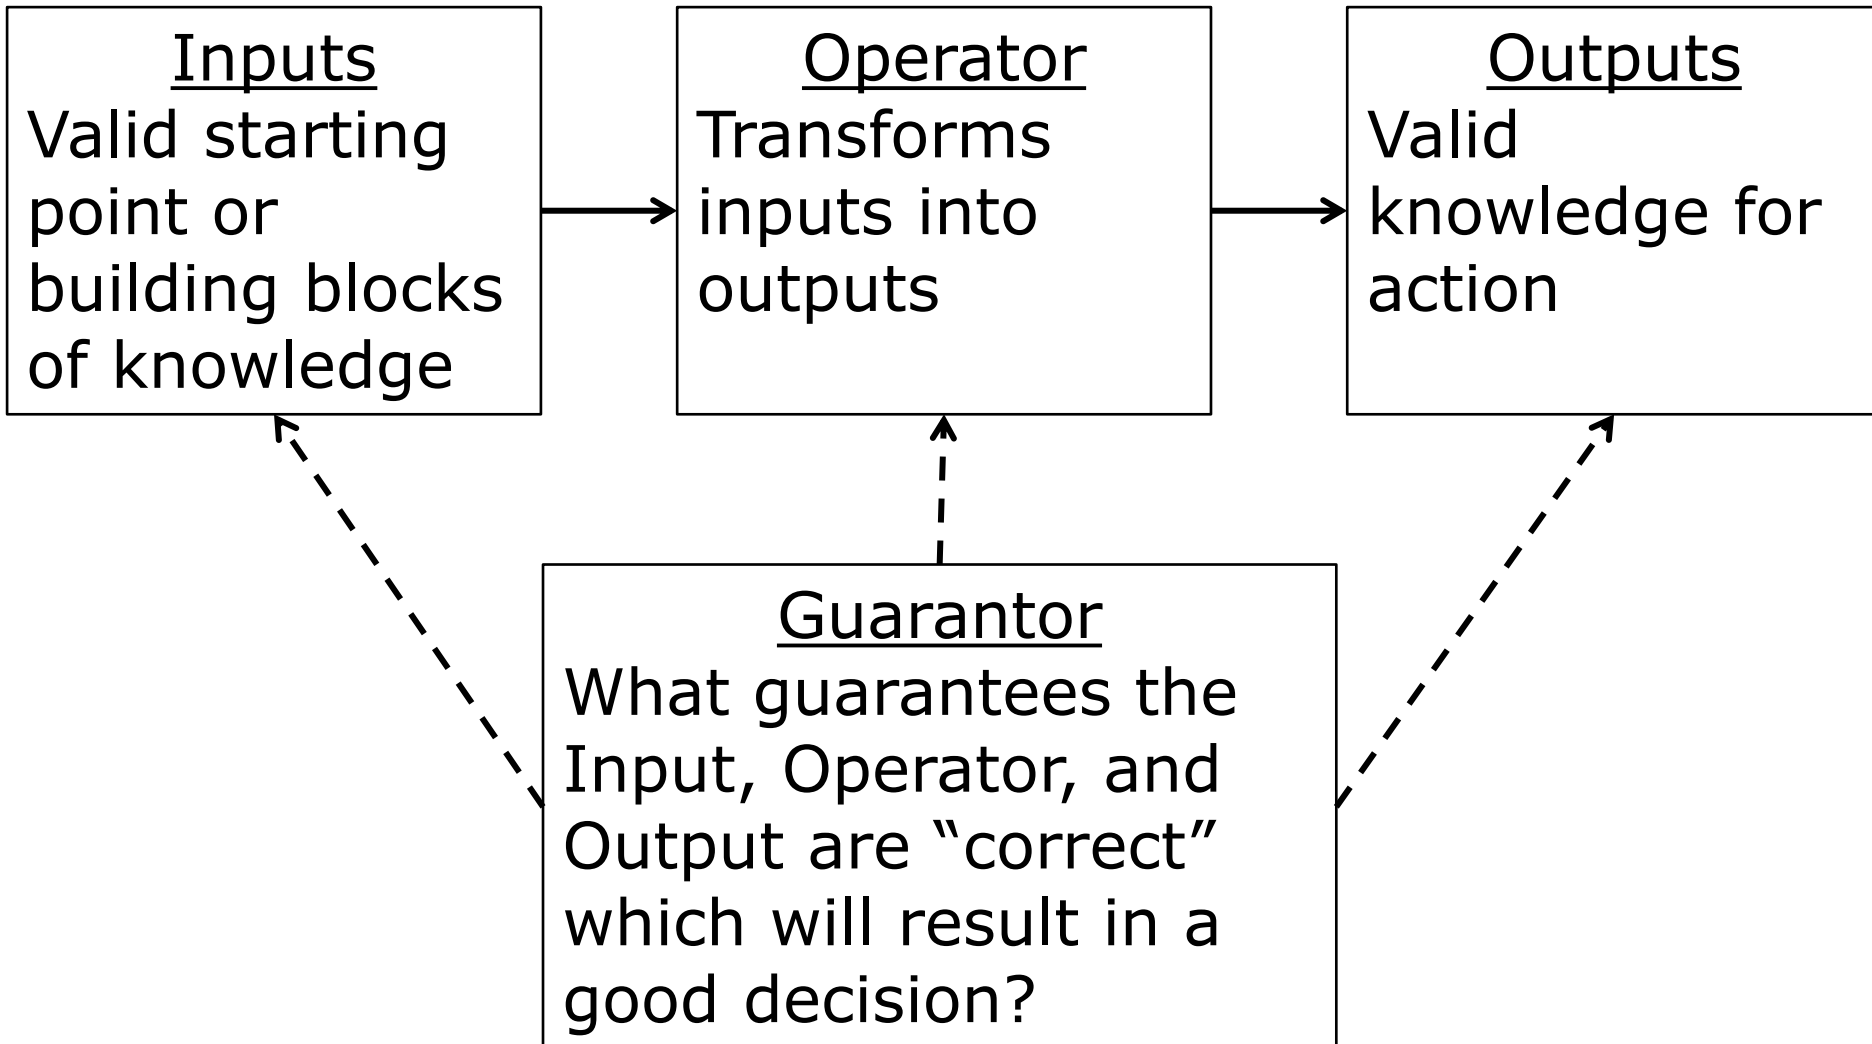 Inputs
Valid starting
point or
building blocks
of knowledge
Operator
Transforms
inputs into
outputs
Outputs
Valid
knowledge for
action
Guarantor
What guarantees the
Input, Operator, and
Output are “correct”
which will result in a
good decision?